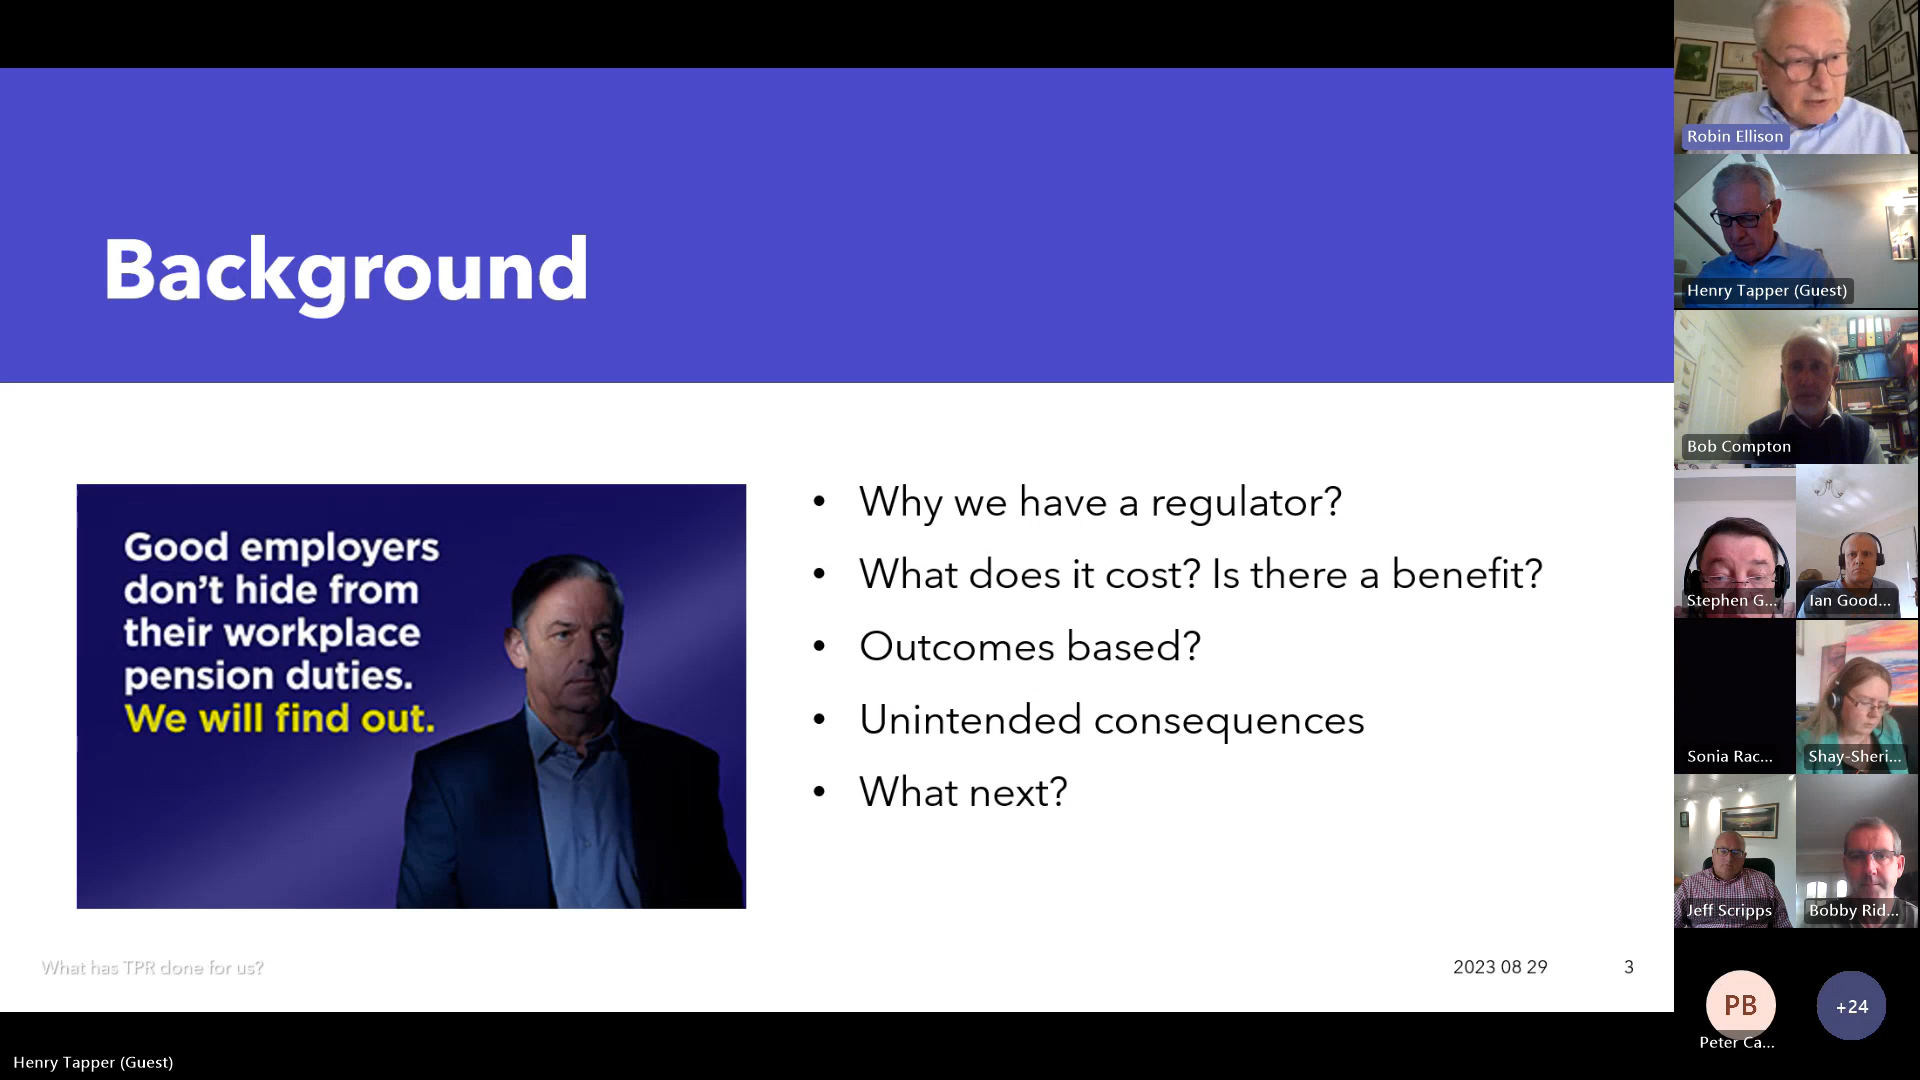 Background
Good employers
don't hide from
their workplace
pension duties.
We will find out.
• Why we have a regulator?
• What does it cost? Is there a benefit?
• Outcomes based?
• Unintended consequences
• What next?
What has TPR done for us?
2023 08 29
3
Henry Tapper (Guest)
Robin Ellison
Henry Tapper (Guest)
Bob Compton
Stephen G...
Ian Good...
Sonia Rac...
Shay-Sheri...
Jeff Scripps
Bobby Rid...
PB
+24
Peter Ca...